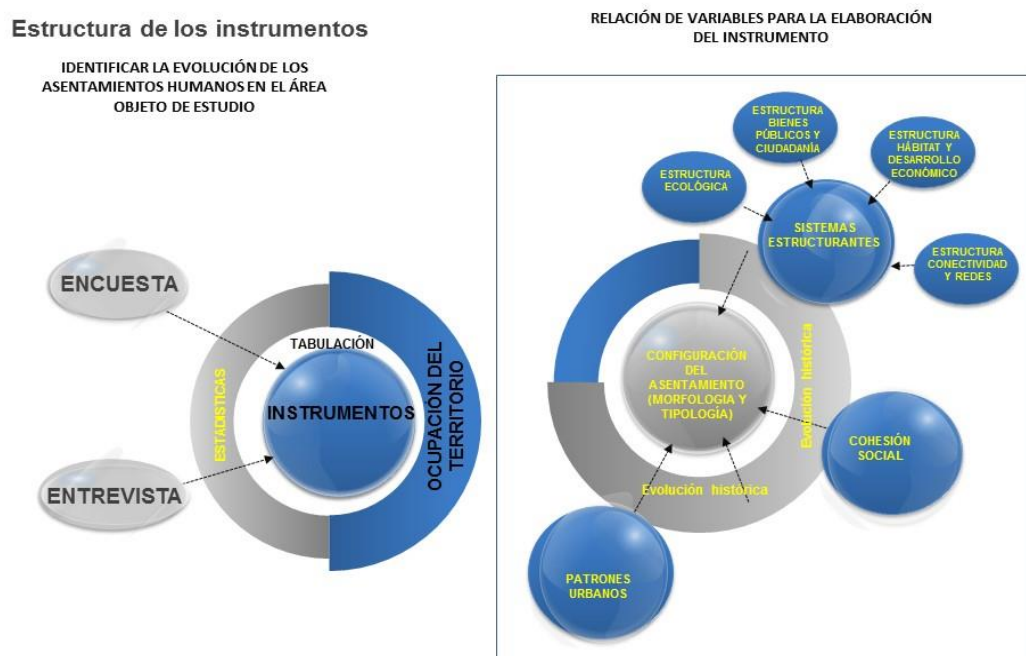 Estructura de los instrumentos
IDENTIFICAR LA EVOLUCIÓN DE LOS
ASENTAMIENTOS HUMANOS EN EL ÁREA
OBJETO DE ESTUDIO
ENCUESTA
ENTREVISTA
ESTADISTICAS
TABULACIÓN
INSTRUMENTOS
OCUPACIÓN DEL
TERRITORIO
RELACIÓN DE VARIABLES PARA LA ELABORACIÓN
DEL INSTRUMENTO
ESTRUCTURA
ECOLÓGICA
ESTRUCTURA
BIENES
PÚBLICOS Y
CIUDADANÍA
ESTRUCTURA
HÁBITAT Y
DESARROLLO
ECONÓMICO
ESTRUCTURA
CONECTIVIDAD
Y REDES
SISTEMAS
ESTRUCTURANTES
CONFIGURACIÓN
DEL
ASENTAMIENTO
(MORFOLOGIA Y
TIPOLOGÍA)
Evolución histórica
Evolución histórica
COHESIÓN
SOCIAL
PATRONES
URBANOS